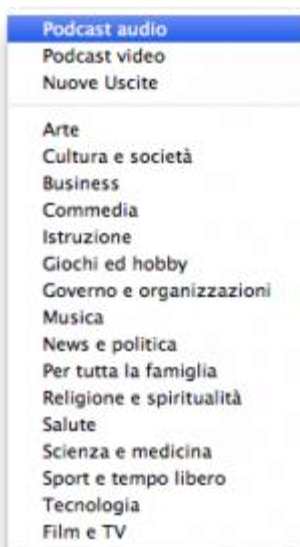 Podcast audio
Podcast video
Nuove Uscite
Arte
Cultura e società
Business
Commedia
Istruzione
Giochi ed hobby
Governo e organizzazioni
Musica
News e politica
Per tutta la famiglia
Religione e spiritualità
Salute
Scienza e medicina
Sport e tempo libero
Tecnologia
Film e TV